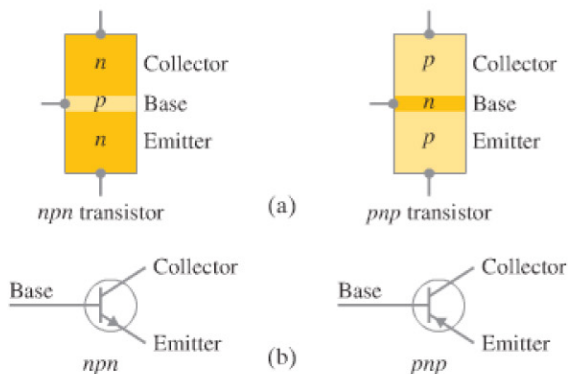 n Collector
p Base
n Emitter
npn transistor
p Collector
n Base
p Emitter
pnp transistor
(a)
Collector
Base
Emitter
npn
Collector
Base
Emitter
pnp
(b)